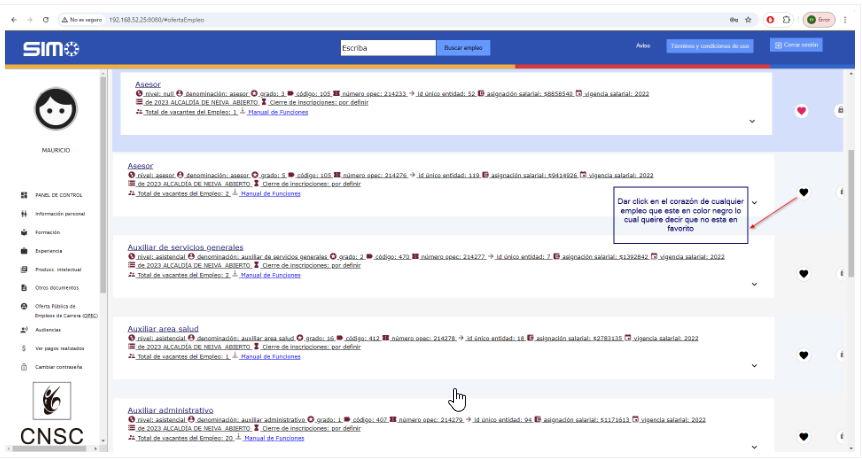 No es seguro 192.168.52.25:8080/#ofertaEmpleo
Error
SIMO
Escriba
Buscar empleo
Aviso
Términos y condiciones de uso
Cerrar sesión
MAURICIO
PANEL DE CONTROL
Información personal
Formación
Experiencia
Produc. intelectual
Otros documentos
Oferta Pública de
Empleos de Carrera (OPEC)
Audiencias
$ Ver pagos realizados
Cambiar contraseña
CNSC
Asesor
nivel: null denominación: asesor grado: 3 código: 105 número opec: 214233 id único entidad: 52 asignación salarial: $8858540 vigencia salarial: 2022
de 2023 ALCALDÍA DE NEIVA ABIERTO Cierre de inscripciones: por definir
Total de vacantes del Empleo: 1 Manual de Funciones
Asesor
nivel: asesor denominación: asesor grado: 5 código: 105 número opec: 214276 id único entidad: 119 asignación salarial: $9414926 vigencia salarial: 2022
de 2023 ALCALDÍA DE NEIVA ABIERTO Cierre de inscripciones: por definir
Total de vacantes del Empleo: 2 Manual de Funciones
Dar click en el corazón de cualquier
empleo que este en color negro lo
cual queire decir que no esta en
favorito
Auxiliar de servicios generales
nivel: asistencial denominación: auxiliar de servicios generales grado: 2 código: 470 número opec: 214277 id único entidad: 7 asignación salarial: $1392842 vigencia salarial: 2022
de 2023 ALCALDÍA DE NEIVA ABIERTO Cierre de inscripciones: por definir
Total de vacantes del Empleo: 3 Manual de Funciones
Auxiliar area salud
nivel: asistencial denominación: auxiliar area salud grado: 16 código: 412 número opec: 214278 id único entidad: 18 asignación salarial: $2783135 vigencia salarial: 2022
de 2023 ALCALDÍA DE NEIVA ABIERTO Cierre de inscripciones: por definir
Total de vacantes del Empleo: 1 Manual de Funciones
Auxiliar administrativo
nivel: asistencial denominación: auxiliar administrativo grado: 1 código: 407 número opec: 214279 id único entidad: 94 asignación salarial: $1171613 vigencia salarial: 2022
de 2023 ALCALDÍA DE NEIVA ABIERTO Cierre de inscripciones: por definir
Total de vacantes del Empleo: 20 Manual de Funciones